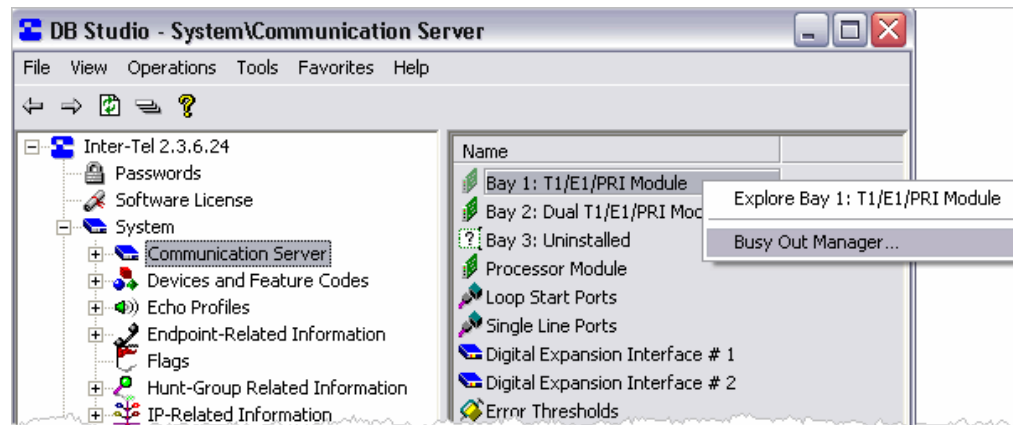 DB Studio - System\Communication Server
File View Operations Tools Favorites Help
Inter-Tel 2.3.6.24
Passwords
Software License
System
Communication Server
Devices and Feature Codes
Echo Profiles
Endpoint-Related Information
Flags
Hunt-Group Related Information
IP-Related Information
Name
Bay 1: T1/E1/PRI Module
Bay 2: Dual T1/E1/PRI Moc
Bay 3: Uninstalled
Processor Module
Loop Start Ports
Single Line Ports
Digital Expansion Interface # 1
Digital Expansion Interface # 2
Error Thresholds
Explore Bay 1: T1/E1/PRI Module
Busy Out Manager...